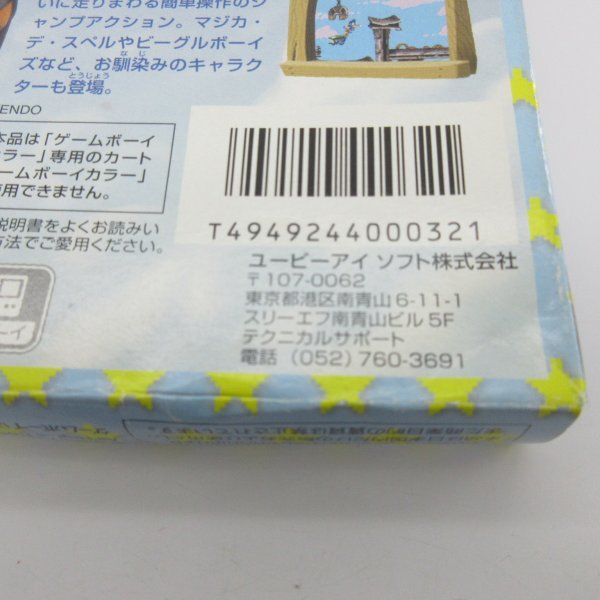 いに走りまわる簡単操作のジ
ャンプアクション。マジカ・
デ・スペルやビーグルボーイ
ズなど、お馴染みのキャラク
ターも登場。
ENDO
本品は「ゲームボーイ
カラー」専用のカート
ームボーイカラー」
使用できません。
説明書をよくお読みい
方法でご愛用ください。
ーイ
T4949244000321
ユービーアイ ソフト株式会社
〒107-0062
東京都港区南青山 6-11-1
スリーエフ南青山ビル 5F
テクニカルサポート
電話 (052) 760-3691